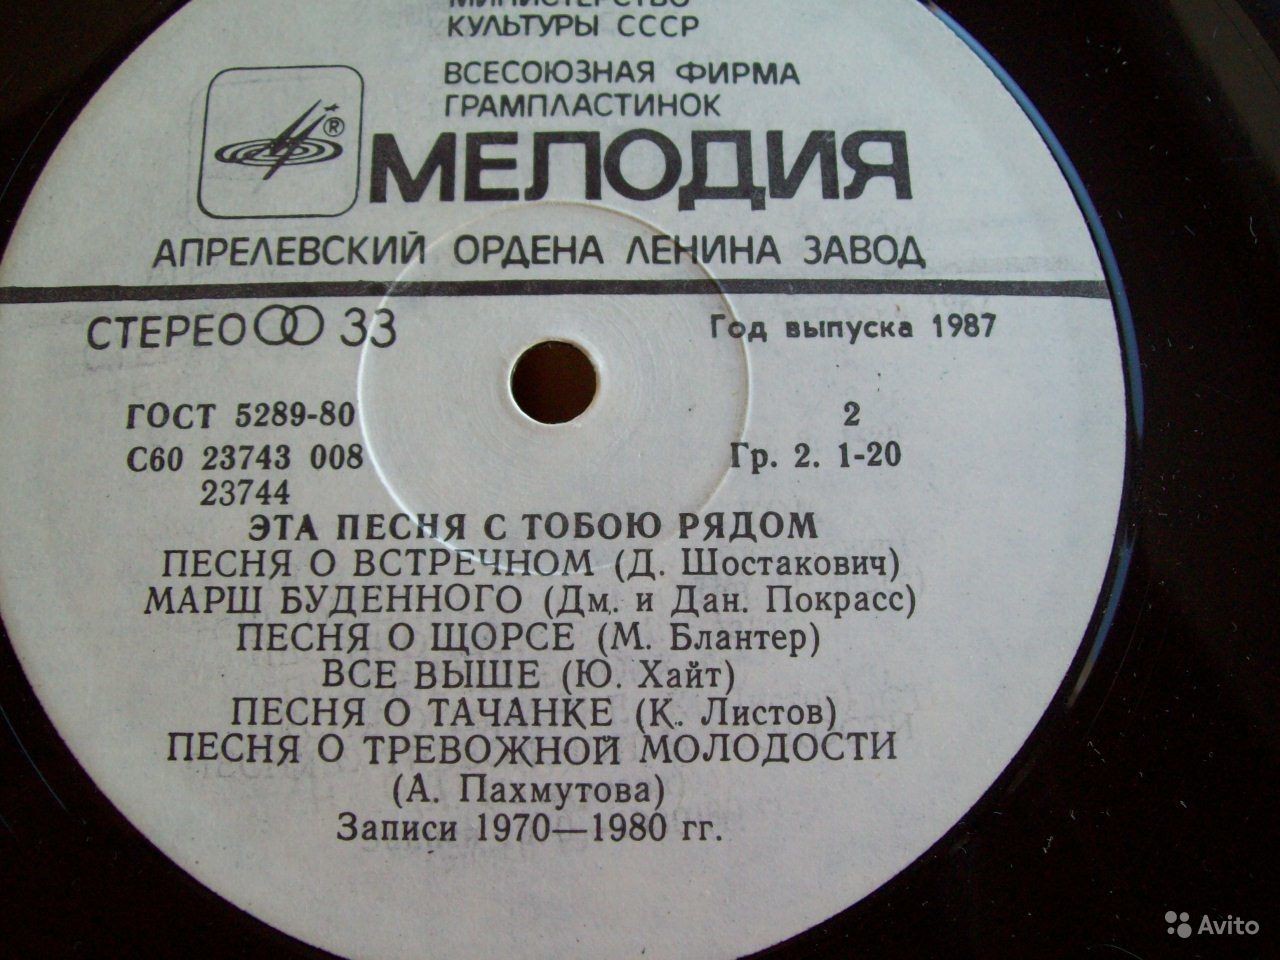 МИНИСТЕРСТВО
КУЛЬТУРЫ СССР
ВСЕСОЮЗНАЯ ФИРМА
ГРАМПЛАСТИНОК
®
МЕЛОДИЯ
АПРЕЛЕВСКИЙ ОРДЕНА ЛЕНИНА ЗАВОД
СТЕРЕО 33 Год выпуска 1987
ГОСТ 5289-80 2
С60 23743 008 Гр. 2. 1-20
23744
ЭТА ПЕСНЯ С ТОБОЮ РЯДОМ
ПЕСНЯ О ВСТРЕЧНОМ (Д. Шостакович)
МАРШ БУДЕННОГО (Дм. и Дан. Покрасс)
ПЕСНЯ О ЩОРСЕ (М. Блантер)
ВСЕ ВЫШЕ (Ю. Хайт)
ПЕСНЯ О ТАЧАНКЕ (К. Листов)
ПЕСНЯ О ТРЕВОЖНОЙ МОЛОДОСТИ
(А. Пахмутова)
Записи 1970—1980 гг.
Avito